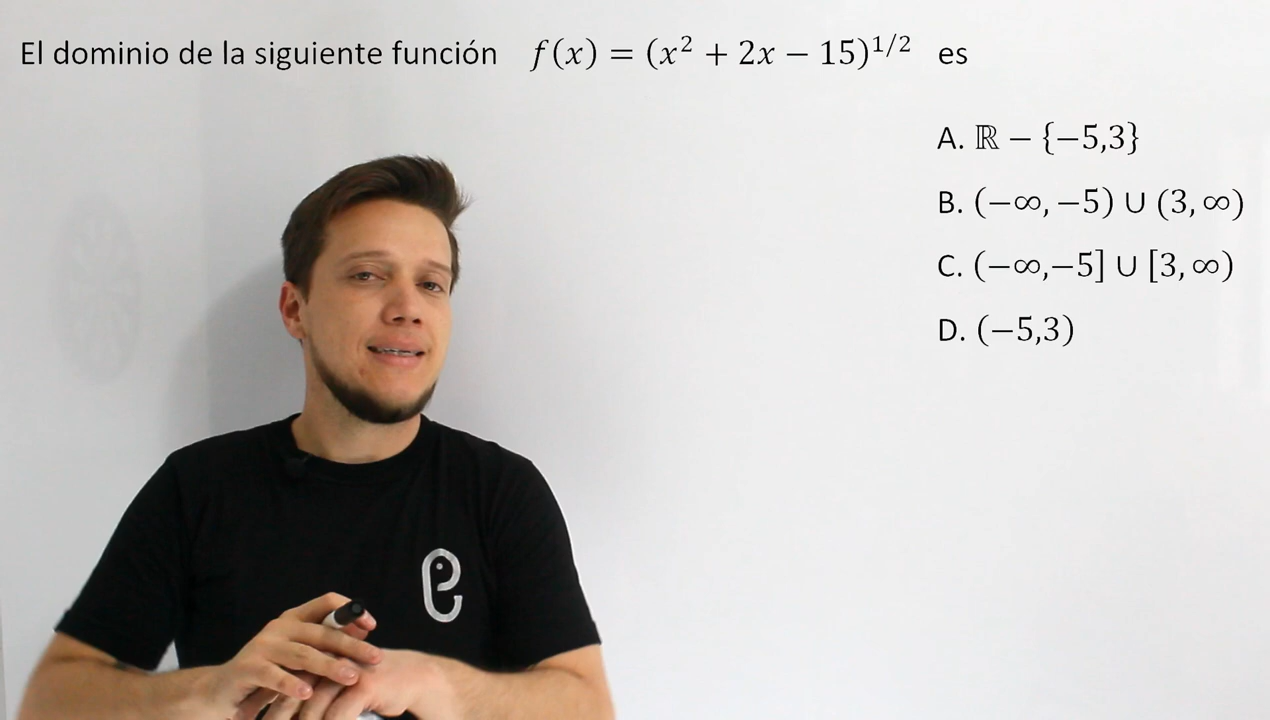 El dominio de la siguiente función f(x) = (x² + 2x − 15)^{1/2} es
A. ℝ − {−5,3}
B. (−∞, −5) ∪ (3, ∞)
C. (−∞,−5] ∪ [3, ∞)
D. (−5,3)